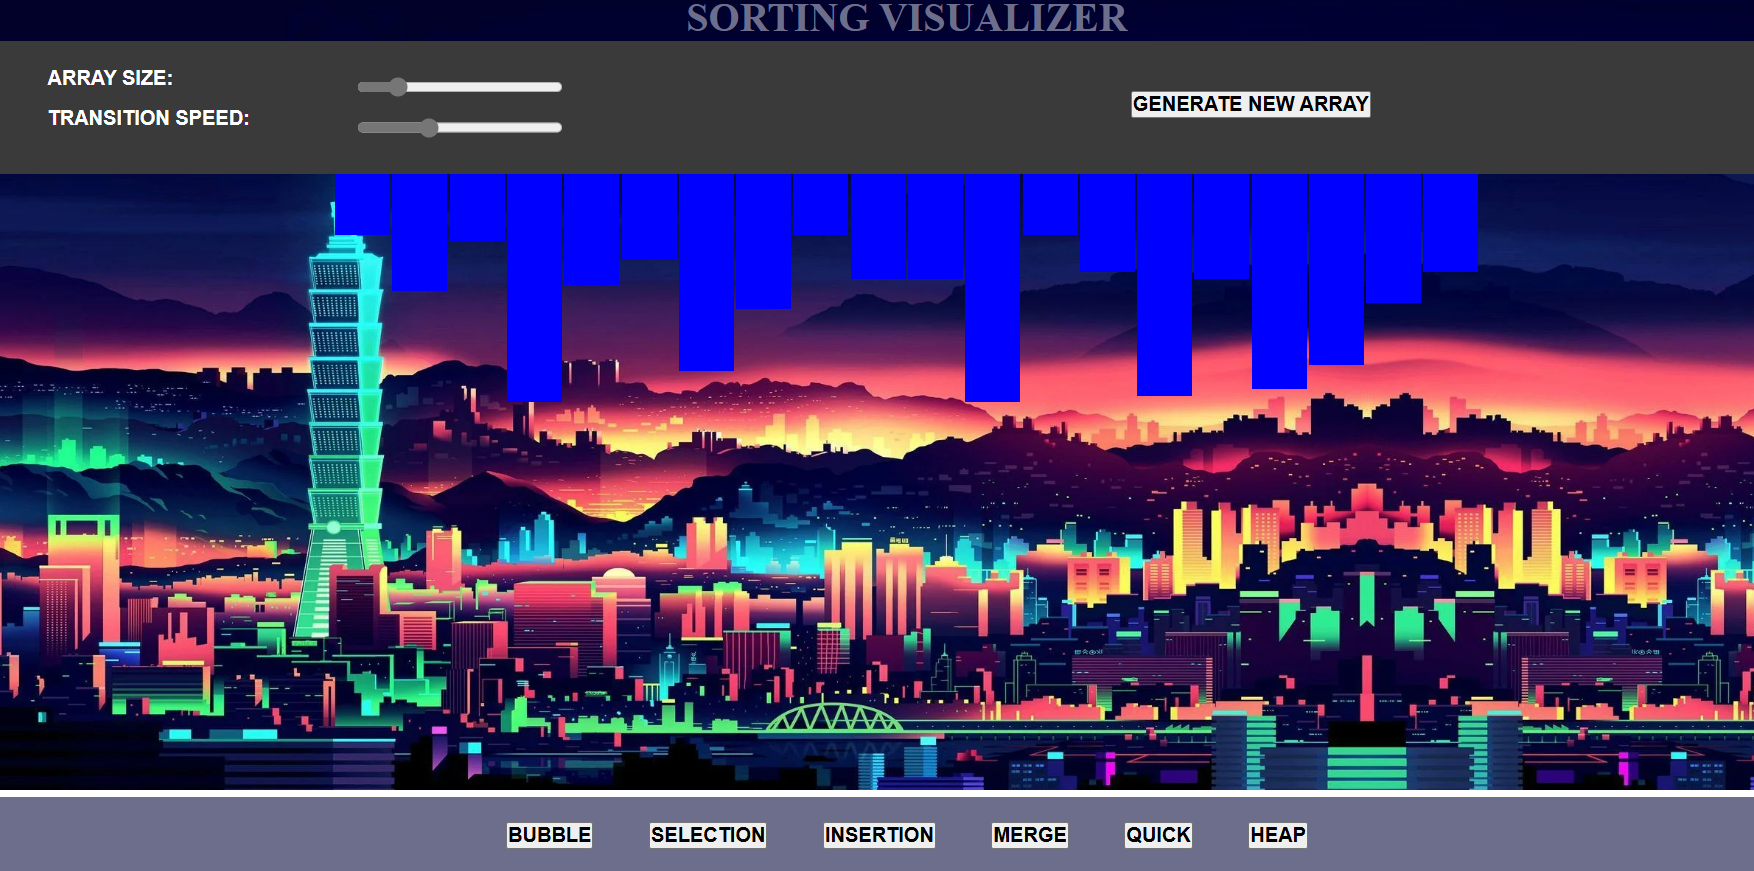 SORTING VISUALIZER
ARRAY SIZE:
TRANSITION SPEED:
GENERATE NEW ARRAY
BUBBLE SELECTION INSERTION MERGE QUICK HEAP